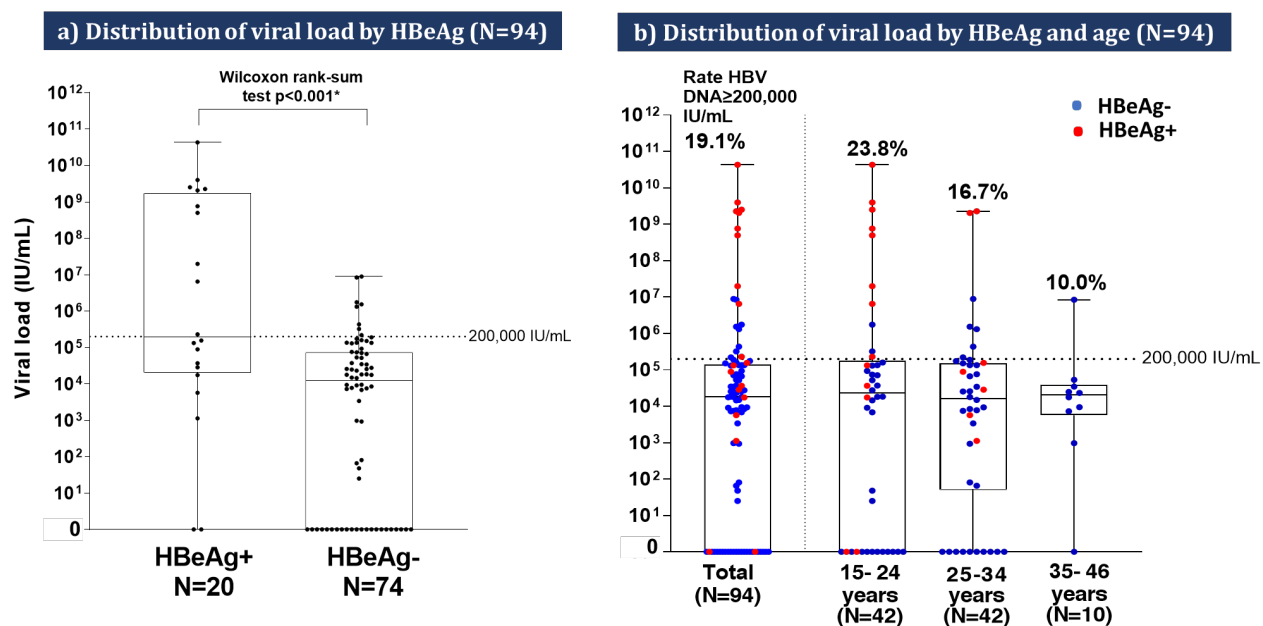 a) Distribution of viral load by HBeAg (N=94)
Wilcoxon rank-sum
test p<0.001*
Viral load (IU/mL)
10¹²
10¹¹
10¹⁰
10⁹
10⁸
10⁷
10⁶
10⁵
10⁴
10³
10²
10¹
0
200,000 IU/mL
HBeAg+
N=20
HBeAg-
N=74
b) Distribution of viral load by HBeAg and age (N=94)
Rate HBV
DNA≥200,000
IU/mL
19.1%
23.8%
16.7%
10.0%
HBeAg-
HBeAg+
10¹²
10¹¹
10¹⁰
10⁹
10⁸
10⁷
10⁶
10⁵
10⁴
10³
10²
10¹
0
200,000 IU/mL
Total
(N=94)
15- 24
years
(N=42)
25-34
years
(N=42)
35- 46
years
(N=10)